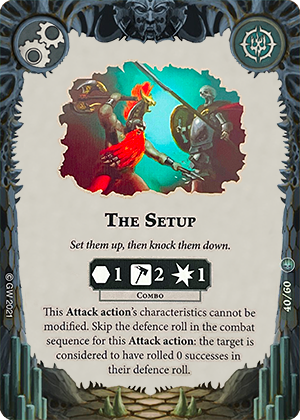 The Setup
Set them up, then knock them down.
1 2 1
Combo
This Attack action's characteristics cannot be
modified. Skip the defence roll in the combat
sequence for this Attack action: the target is
considered to have rolled 0 successes in
their defence roll.
© GW 2021
40/60